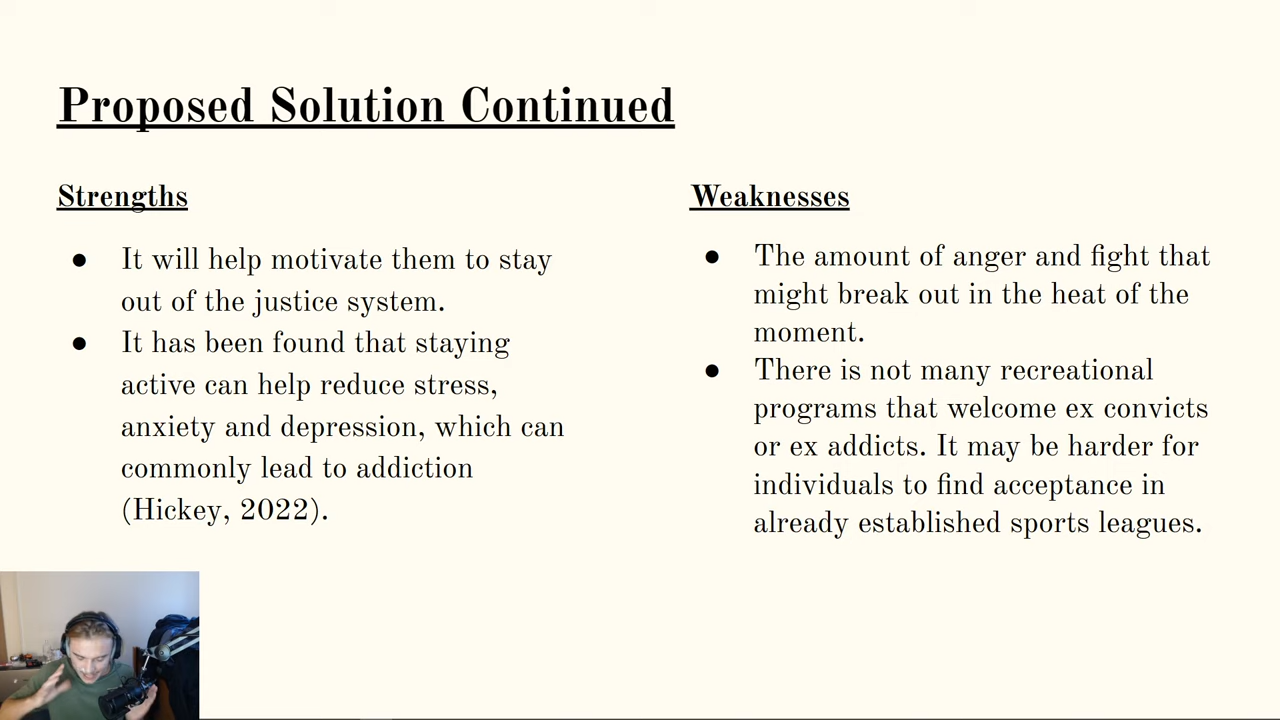 Proposed Solution Continued
Strengths
● It will help motivate them to stay
out of the justice system.
● It has been found that staying
active can help reduce stress,
anxiety and depression, which can
commonly lead to addiction
(Hickey, 2022).
Weaknesses
● The amount of anger and fight that
might break out in the heat of the
moment.
● There is not many recreational
programs that welcome ex convicts
or ex addicts. It may be harder for
individuals to find acceptance in
already established sports leagues.